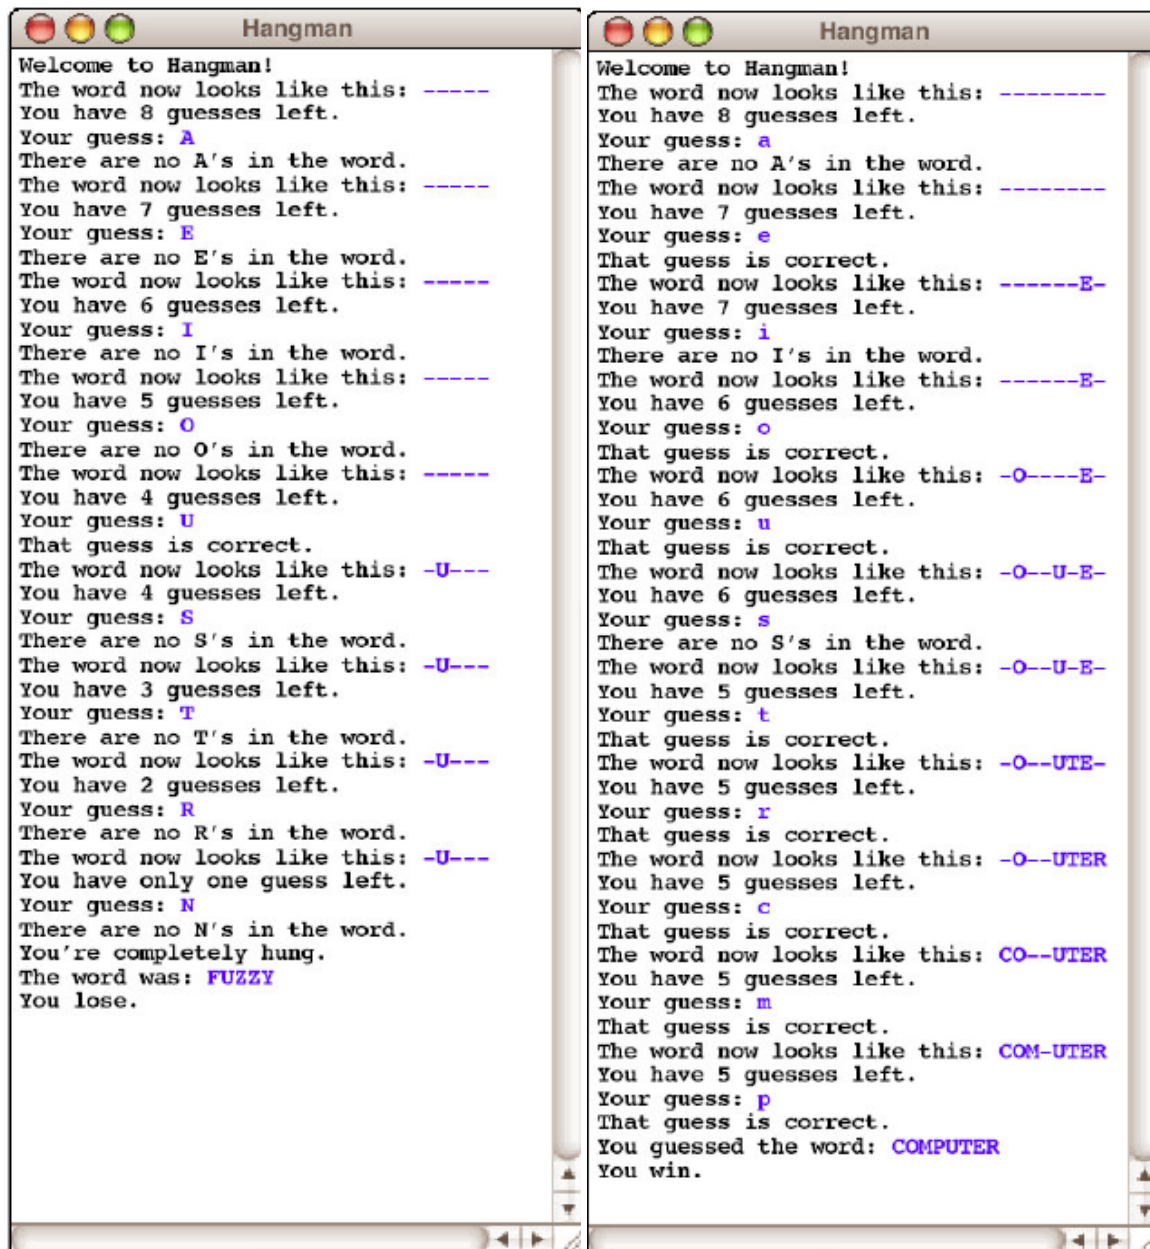 Hangman
Welcome to Hangman!
The word now looks like this: -----
You have 8 guesses left.
Your guess: A
There are no A's in the word.
The word now looks like this: -----
You have 7 guesses left.
Your guess: E
There are no E's in the word.
The word now looks like this: -----
You have 6 guesses left.
Your guess: I
There are no I's in the word.
The word now looks like this: -----
You have 5 guesses left.
Your guess: O
There are no O's in the word.
The word now looks like this: -----
You have 4 guesses left.
Your guess: U
That guess is correct.
The word now looks like this: -U---
You have 4 guesses left.
Your guess: S
There are no S's in the word.
The word now looks like this: -U---
You have 3 guesses left.
Your guess: T
There are no T's in the word.
The word now looks like this: -U---
You have 2 guesses left.
Your guess: R
There are no R's in the word.
The word now looks like this: -U---
You have only one guess left.
Your guess: N
There are no N's in the word.
You're completely hung.
The word was: FUZZY
You lose.
Hangman
Welcome to Hangman!
The word now looks like this: --------
You have 8 guesses left.
Your guess: a
There are no A's in the word.
The word now looks like this: --------
You have 7 guesses left.
Your guess: e
That guess is correct.
The word now looks like this: ------E-
You have 7 guesses left.
Your guess: i
There are no I's in the word.
The word now looks like this: ------E-
You have 6 guesses left.
Your guess: o
That guess is correct.
The word now looks like this: -O----E-
You have 6 guesses left.
Your guess: u
That guess is correct.
The word now looks like this: -O--U-E-
You have 6 guesses left.
Your guess: s
There are no S's in the word.
The word now looks like this: -O--U-E-
You have 5 guesses left.
Your guess: t
That guess is correct.
The word now looks like this: -O--UTE-
You have 5 guesses left.
Your guess: r
That guess is correct.
The word now looks like this: -O--UTER
You have 5 guesses left.
Your guess: c
That guess is correct.
The word now looks like this: CO--UTER
You have 5 guesses left.
Your guess: m
That guess is correct.
The word now looks like this: COM-UTER
You have 5 guesses left.
Your guess: p
That guess is correct.
You guessed the word: COMPUTER
You win.